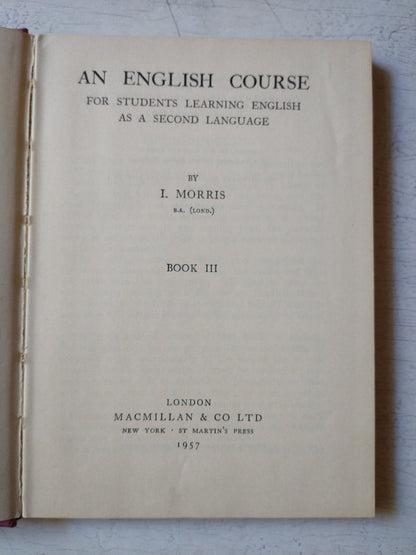 AN ENGLISH COURSE
FOR STUDENTS LEARNING ENGLISH
AS A SECOND LANGUAGE
BY
I. MORRIS
B.A. (LOND.)
BOOK III
LONDON
MACMILLAN & CO LTD
NEW YORK · ST MARTIN'S PRESS
1957